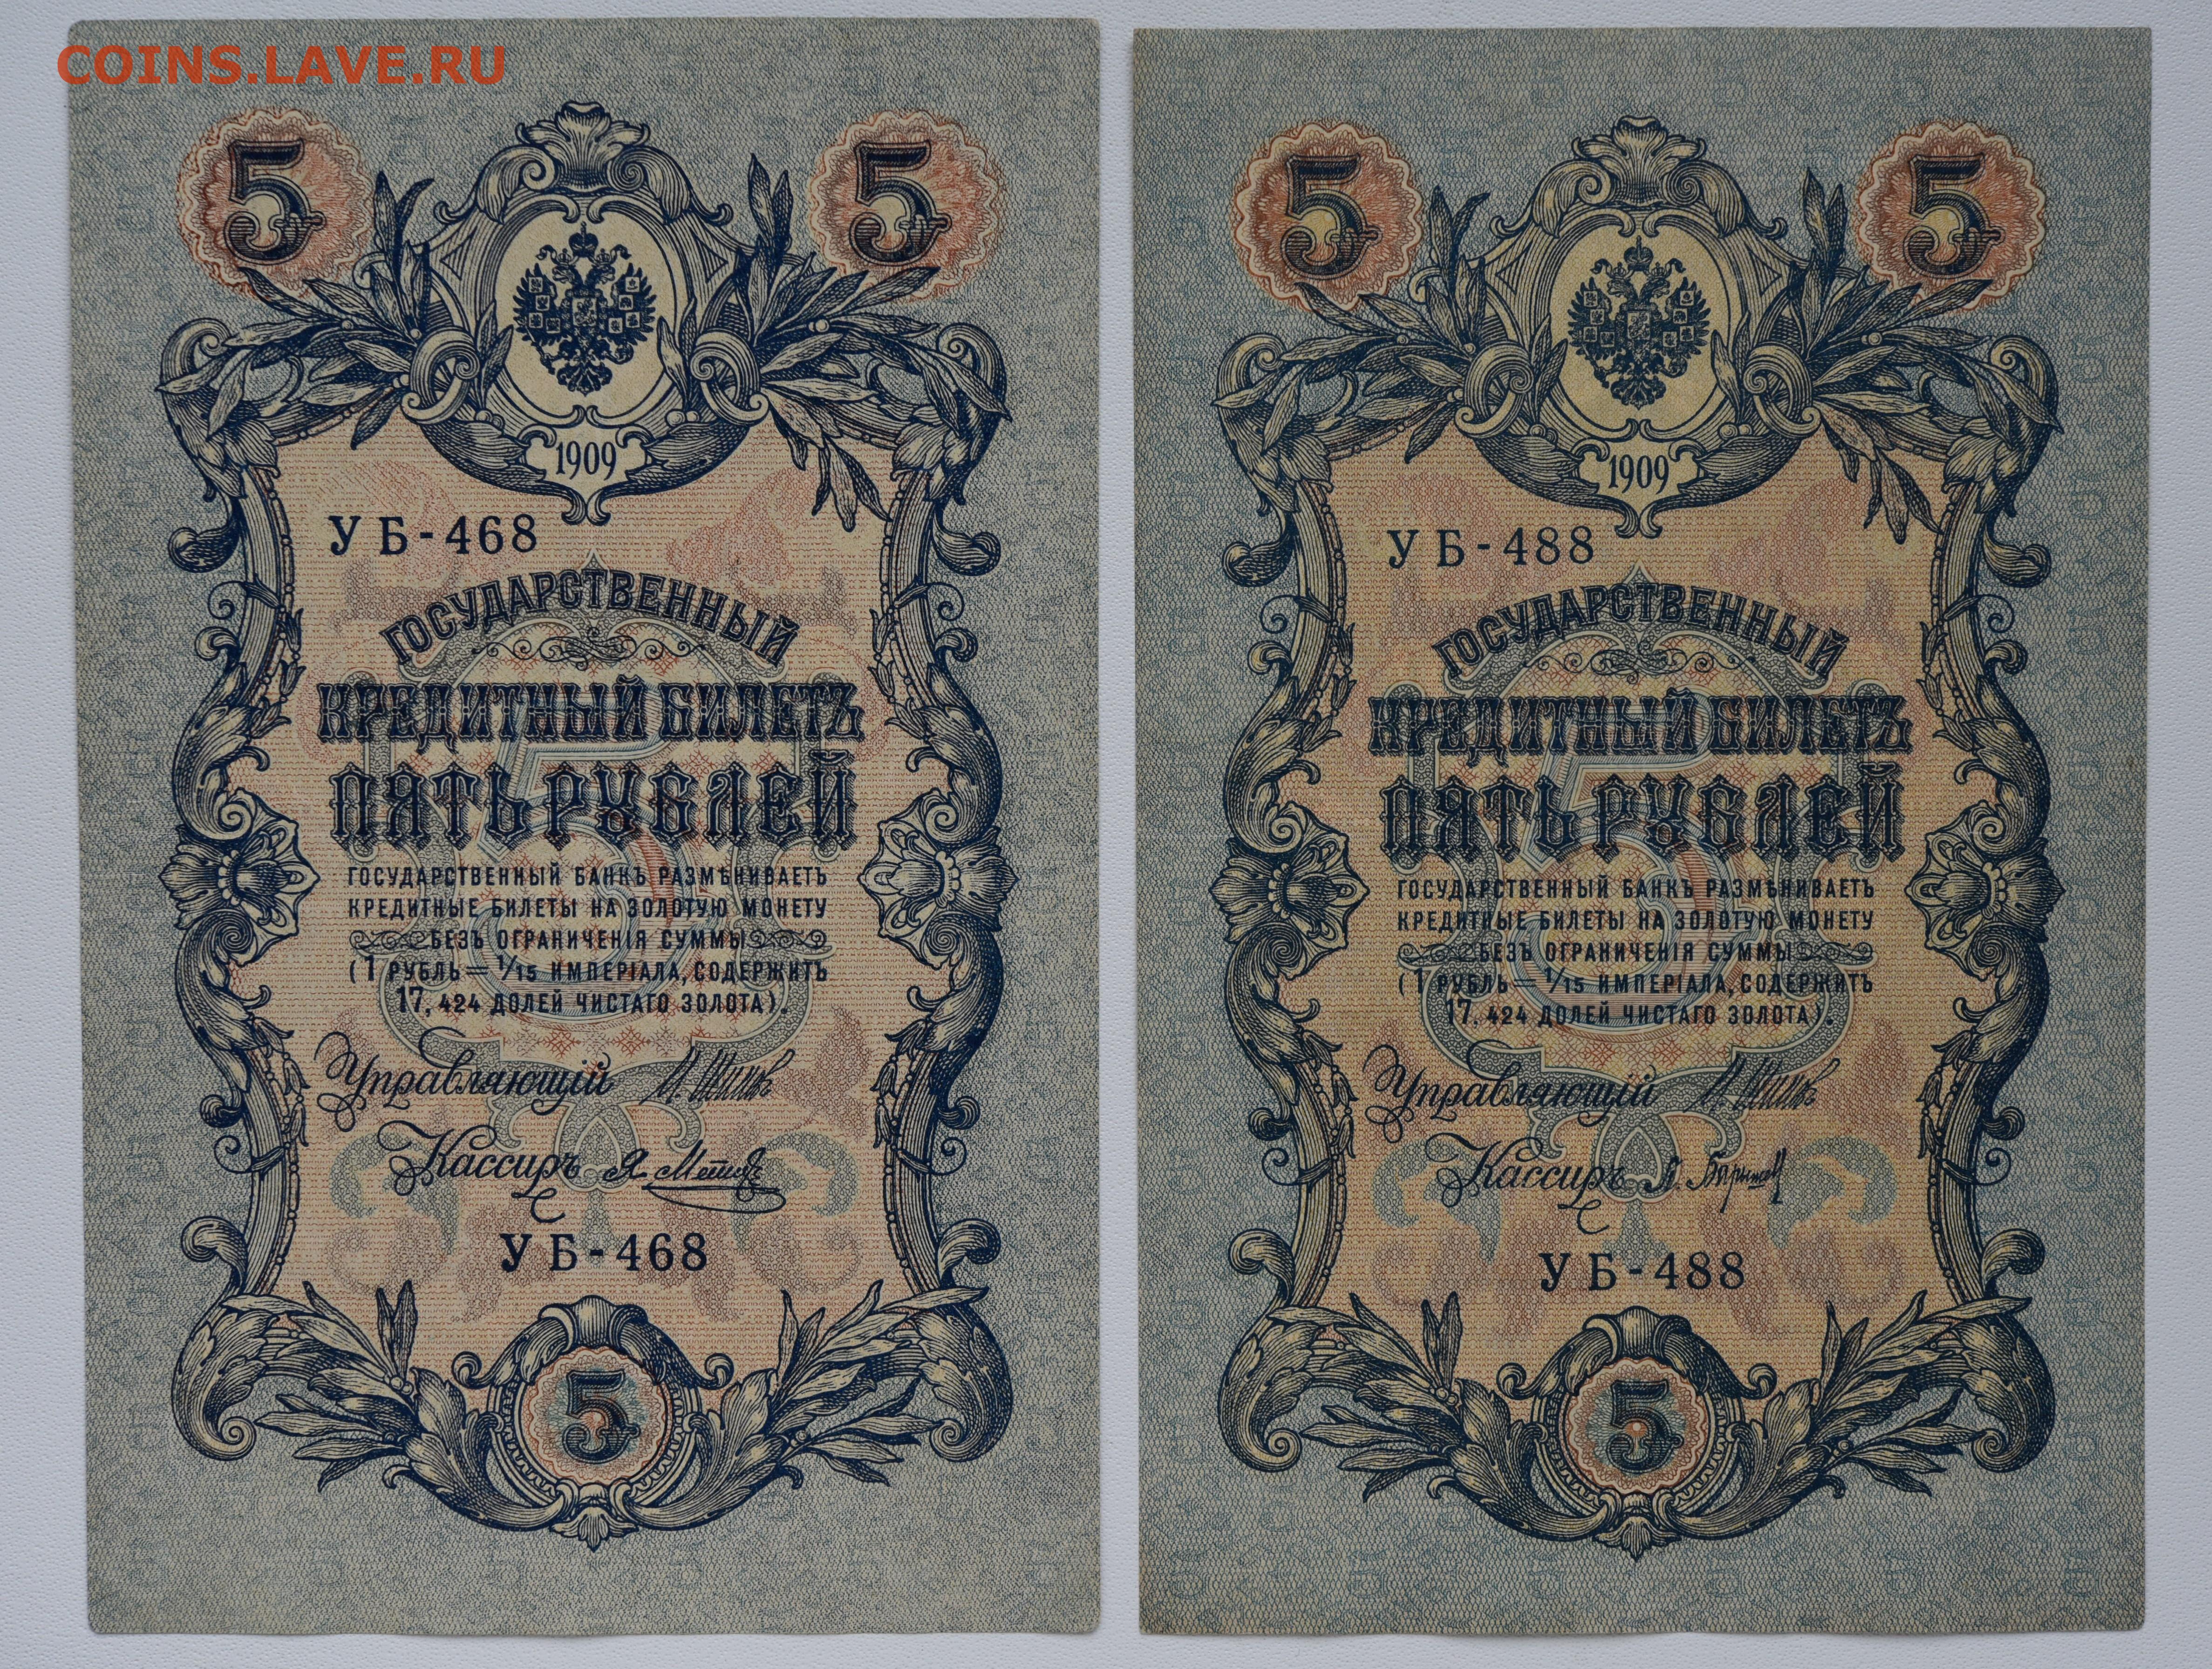 COINS.LAVE.RU
5 5
1909
УБ-468
ГОСУДАРСТВЕННЫЙ
КРЕДИТНЫЙ БИЛЕТЪ
ПЯТЬ РУБЛЕЙ
ГОСУДАРСТВЕННЫЙ БАНКЪ РАЗМѢНИВАЕТЪ
КРЕДИТНЫЕ БИЛЕТЫ НА ЗОЛОТУЮ МОНЕТУ
БЕЗЪ ОГРАНИЧЕНІЯ СУММЫ
(1 РУБЛЬ = 1/15 ИМПЕРІАЛА, СОДЕРЖИТЪ
17,424 ДОЛЕЙ ЧИСТАГО ЗОЛОТА).
Управляющій И. Шиповъ
Кассиръ Я. Метцъ
УБ-468
5
5 5
1909
УБ-488
ГОСУДАРСТВЕННЫЙ
КРЕДИТНЫЙ БИЛЕТЪ
ПЯТЬ РУБЛЕЙ
ГОСУДАРСТВЕННЫЙ БАНКЪ РАЗМѢНИВАЕТЪ
КРЕДИТНЫЕ БИЛЕТЫ НА ЗОЛОТУЮ МОНЕТУ
БЕЗЪ ОГРАНИЧЕНІЯ СУММЫ
(1 РУБЛЬ = 1/15 ИМПЕРІАЛА, СОДЕРЖИТЪ
17,424 ДОЛЕЙ ЧИСТАГО ЗОЛОТА).
Управляющій И. Шиповъ
Кассиръ
УБ-488
5